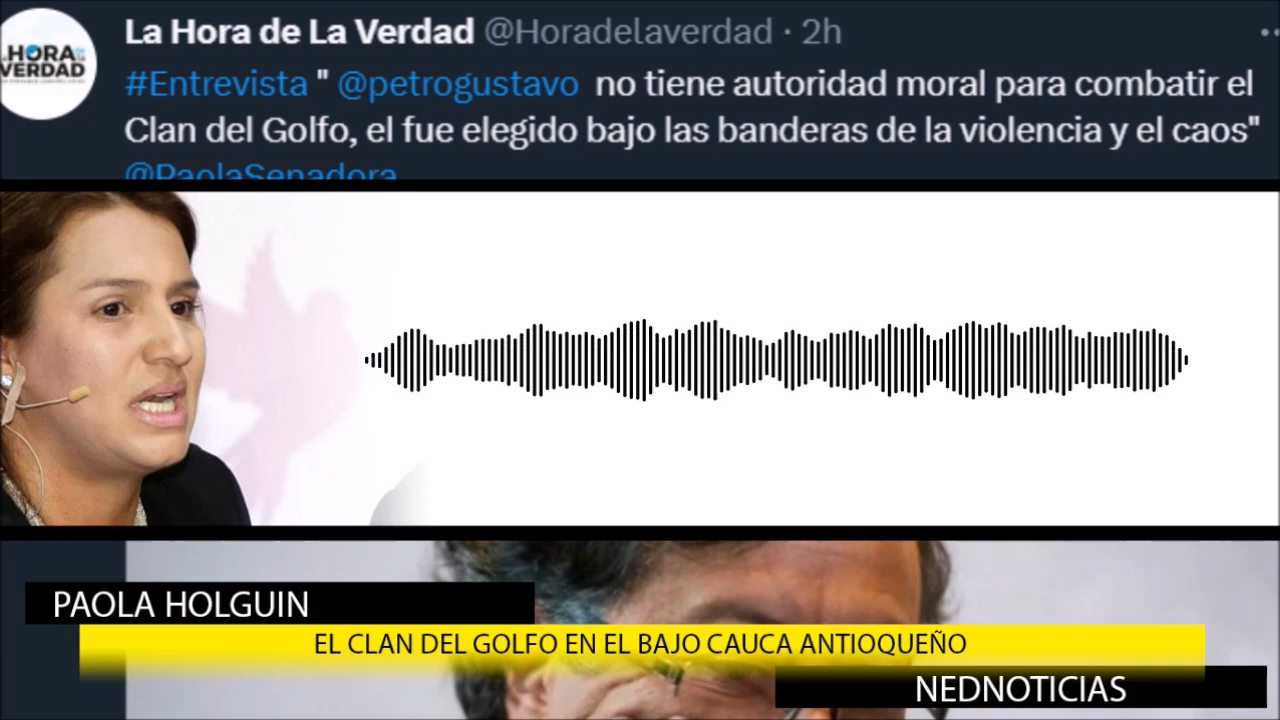 La Hora de La Verdad @Horadelaverdad · 2h
HORA
VERDAD
#Entrevista " @petrogustavo no tiene autoridad moral para combatir el
Clan del Golfo, el fue elegido bajo las banderas de la violencia y el caos"
@PaolaSenadora
PAOLA HOLGUIN
EL CLAN DEL GOLFO EN EL BAJO CAUCA ANTIOQUEÑO
NEDNOTICIAS